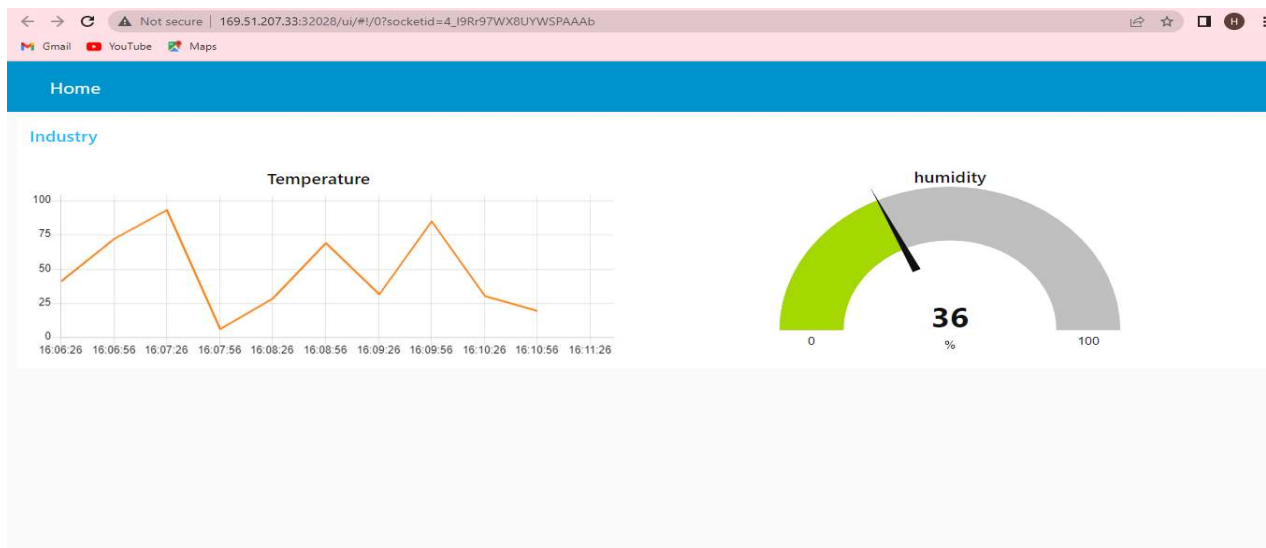 Not secure | 169.51.207.33:32028/ui/#!/0?socketid=4_I9Rr97WX8UYWSPAAAb
H
Gmail YouTube Maps
Home
Industry
Temperature
100
75
50
25
0
16:06:26 16:06:56 16:07:26 16:07:56 16:08:26 16:08:56 16:09:26 16:09:56 16:10:26 16:10:56 16:11:26
humidity
36
0 % 100